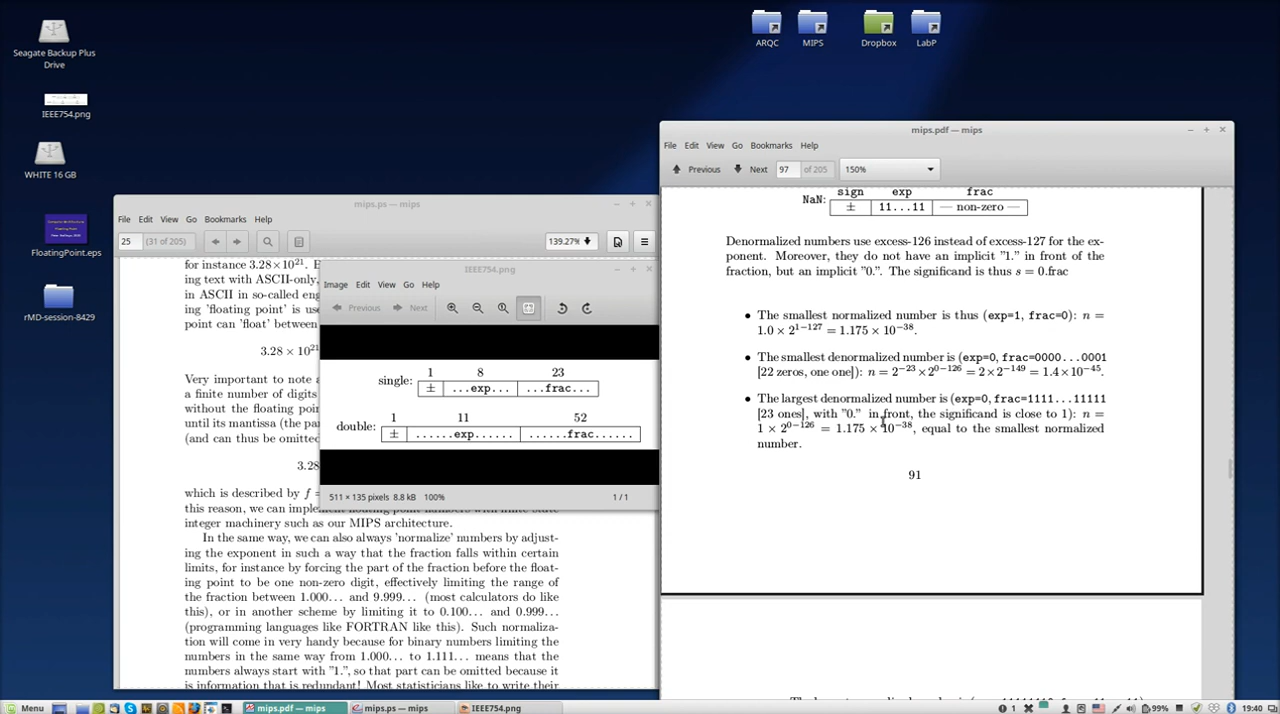 Seagate Backup Plus
Drive
IEEE754.png
WHITE 16 GB
FloatingPoint.eps
rMD-session-8429
ARQC
MIPS
Dropbox
LabP
mips.ps — mips
File Edit View Go Bookmarks Help
25 (31 of 205) 139.27%
for instance 3.28×10²¹.
ing text with ASCII-only,
in ASCII in so-called eng
ing 'floating point' is use
point can 'float' between
3.28 × 10²¹
Very important to note a
a finite number of digits
without the floating poin
until its mantissa (the pa
(and can thus be omitted
3.28
which is described by f =
integer machinery such as our MIPS architecture.
In the same way, we can also always 'normalize' numbers by adjust-
ing the exponent in such a way that the fraction falls within certain
limits, for instance by forcing the part of the fraction before the float-
ing point to be one non-zero digit, effectively limiting the range of
the fraction between 1.000... and 9.999... (most calculators do like
this), or in another scheme by limiting it to 0.100... and 0.999...
(programming languages like FORTRAN like this). Such normaliza-
tion will come in very handy because for binary numbers limiting the
numbers in the same way from 1.000... to 1.111... means that the
numbers always start with "1.", so that part can be omitted because it
is information that is redundant! Most statisticians like to write their
IEEE754.png
Image Edit View Go Help
Previous Next
1 8 23
single: ± ...exp... ...frac...
1 11 52
double: ± ......exp...... ......frac......
511 × 135 pixels 8.8 kB 100% 1 / 1
mips.pdf — mips
File Edit View Go Bookmarks Help
Previous Next 97 of 205 150%
sign exp frac
NaN: ± 11...11 — non-zero —
Denormalized numbers use excess-126 instead of excess-127 for the ex-
ponent. Moreover, they do not have an implicit "1." in front of the
fraction, but an implicit "0.". The significand is thus s = 0.frac
• The smallest normalized number is thus (exp=1, frac=0): n =
1.0 × 2¹⁻¹²⁷ = 1.175 × 10⁻³⁸.
• The smallest denormalized number is (exp=0, frac=0000...0001
[22 zeros, one one]): n = 2⁻²³ × 2⁰⁻¹²⁶ = 2 × 2⁻¹⁴⁹ = 1.4×10⁻⁴⁵.
• The largest denormalized number is (exp=0, frac=1111...11111
[23 ones], with "0." in front, the significand is close to 1): n =
1 × 2⁰⁻¹²⁶ = 1.175 × 10⁻³⁸, equal to the smallest normalized
number.
91
Menu mips.pdf — mips mips.ps — mips IEEE754.png 1 99% 19:40